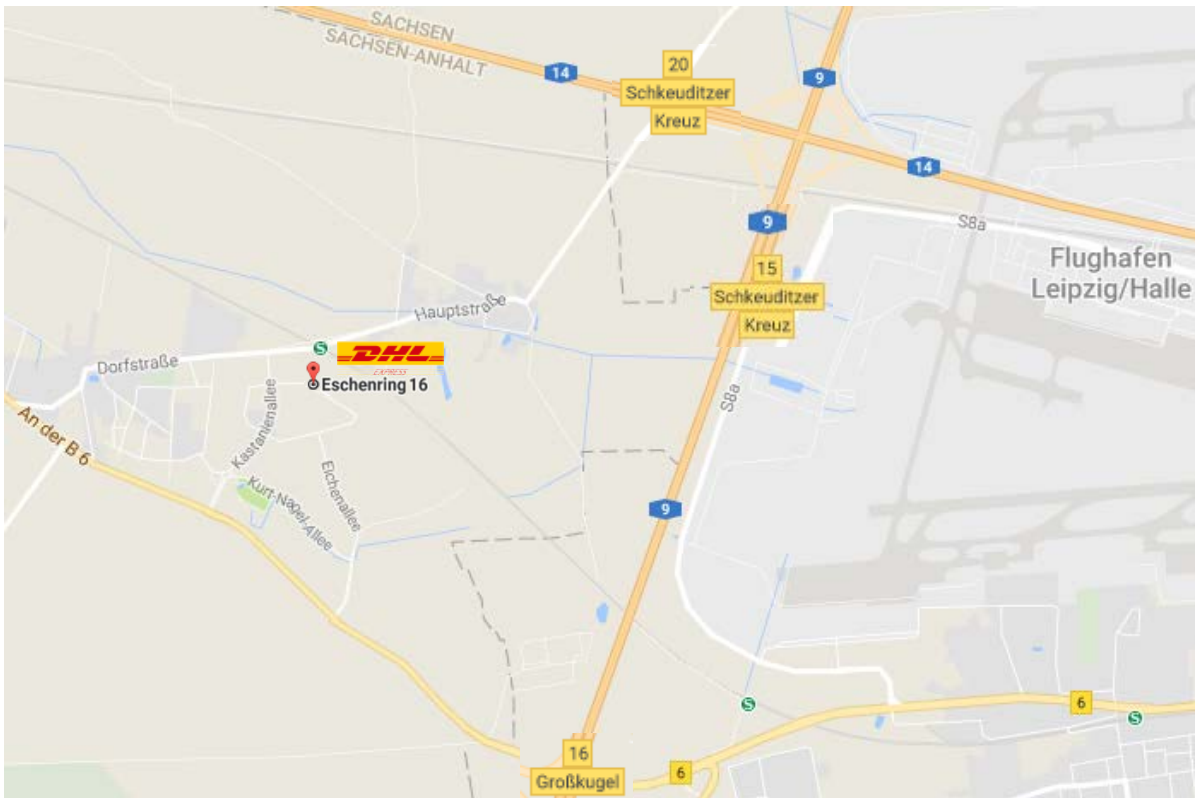 SACHSEN
SACHSEN-ANHALT
14
20
Schkeuditzer
Kreuz
9
14
9
S8a
Flughafen
Leipzig/Halle
15
Schkeuditzer
Kreuz
Hauptstraße
S
DHL
EXPRESS
Dorfstraße
Eschenring 16
S8a
An der B 6
Kastanienallee
Eichenallee
Kurt-Nagel-Allee
9
S
6
S
16
Großkugel
6